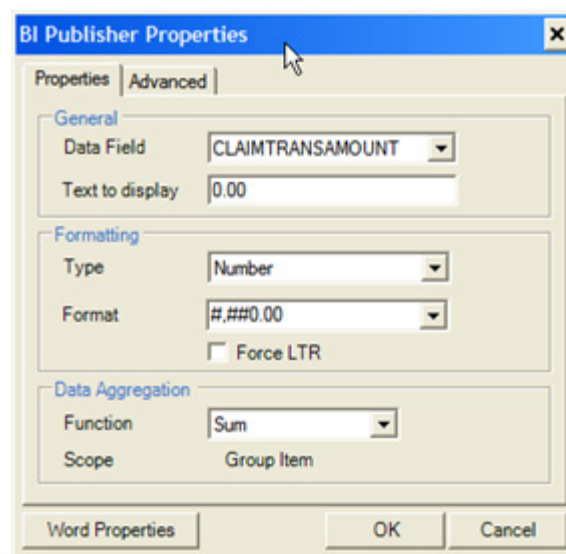 BI Publisher Properties
Properties Advanced
General
Data Field CLAIMTRANSAMOUNT
Text to display 0.00
Formatting
Type Number
Format #,##0.00
Force LTR
Data Aggregation
Function Sum
Scope Group Item
Word Properties OK Cancel